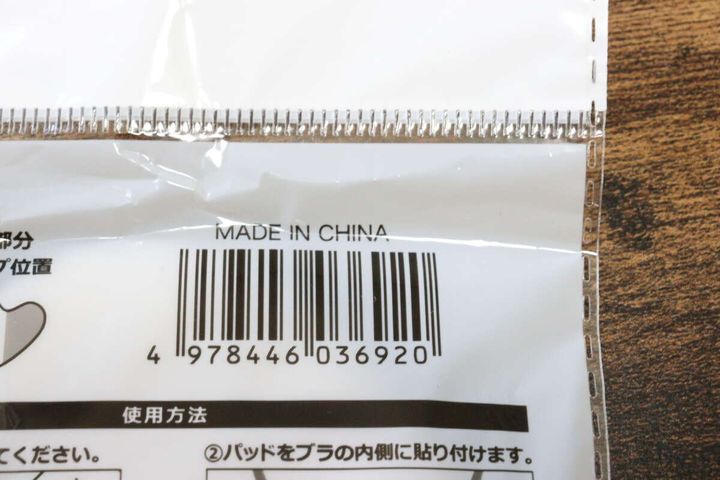 MADE IN CHINA
部分
プ位置
4 978446 036920
使用方法
てください。
②パッドをブラの内側に貼り付けます。